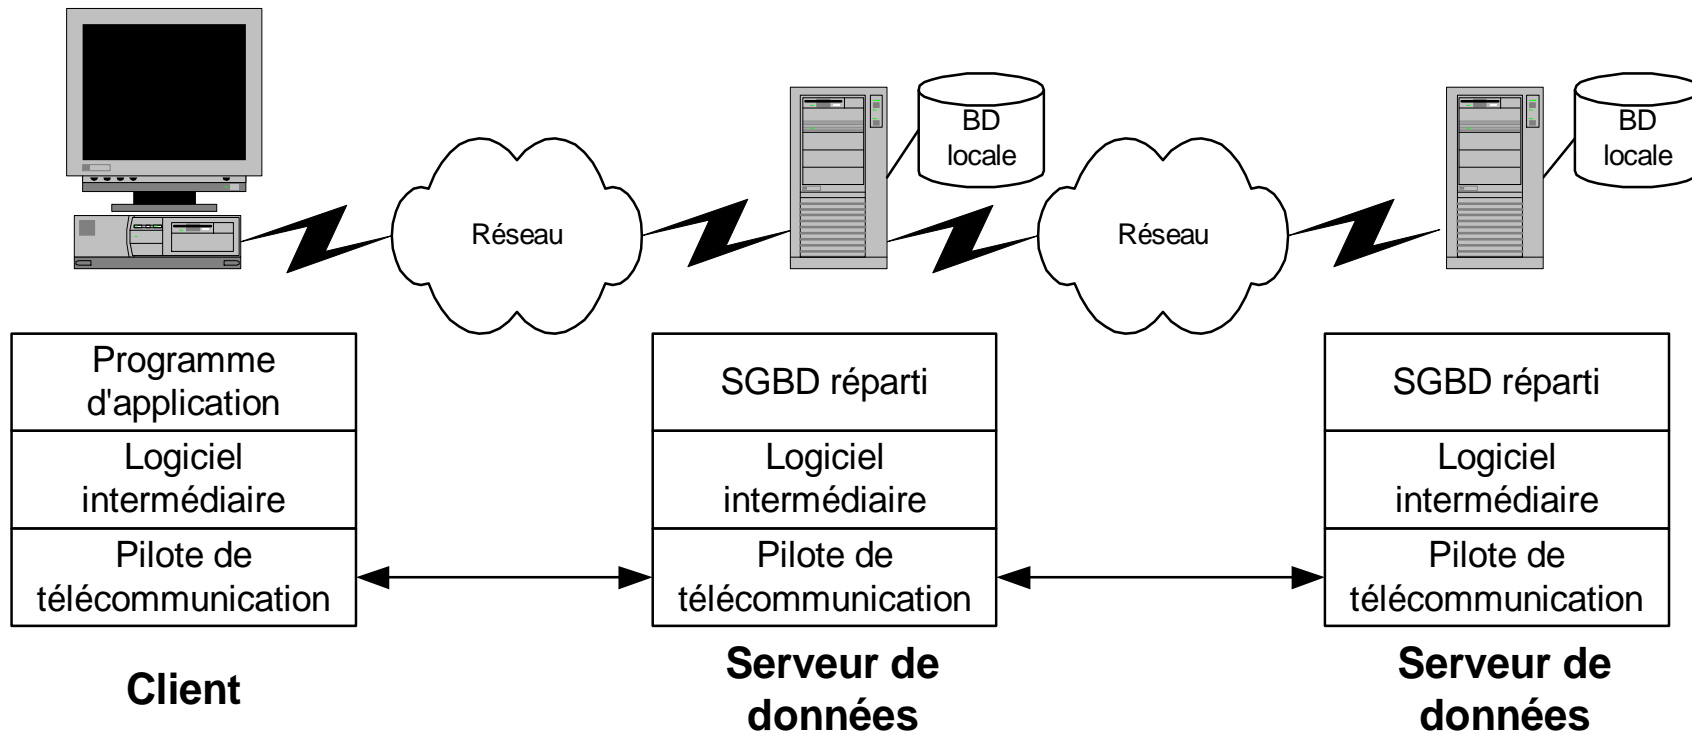 BD
locale
BD
locale
Réseau
Réseau
Programme
d'application
Logiciel
intermédiaire
Pilote de
télécommunication
Client
SGBD réparti
Logiciel
intermédiaire
Pilote de
télécommunication
Serveur de
données
SGBD réparti
Logiciel
intermédiaire
Pilote de
télécommunication
Serveur de
données